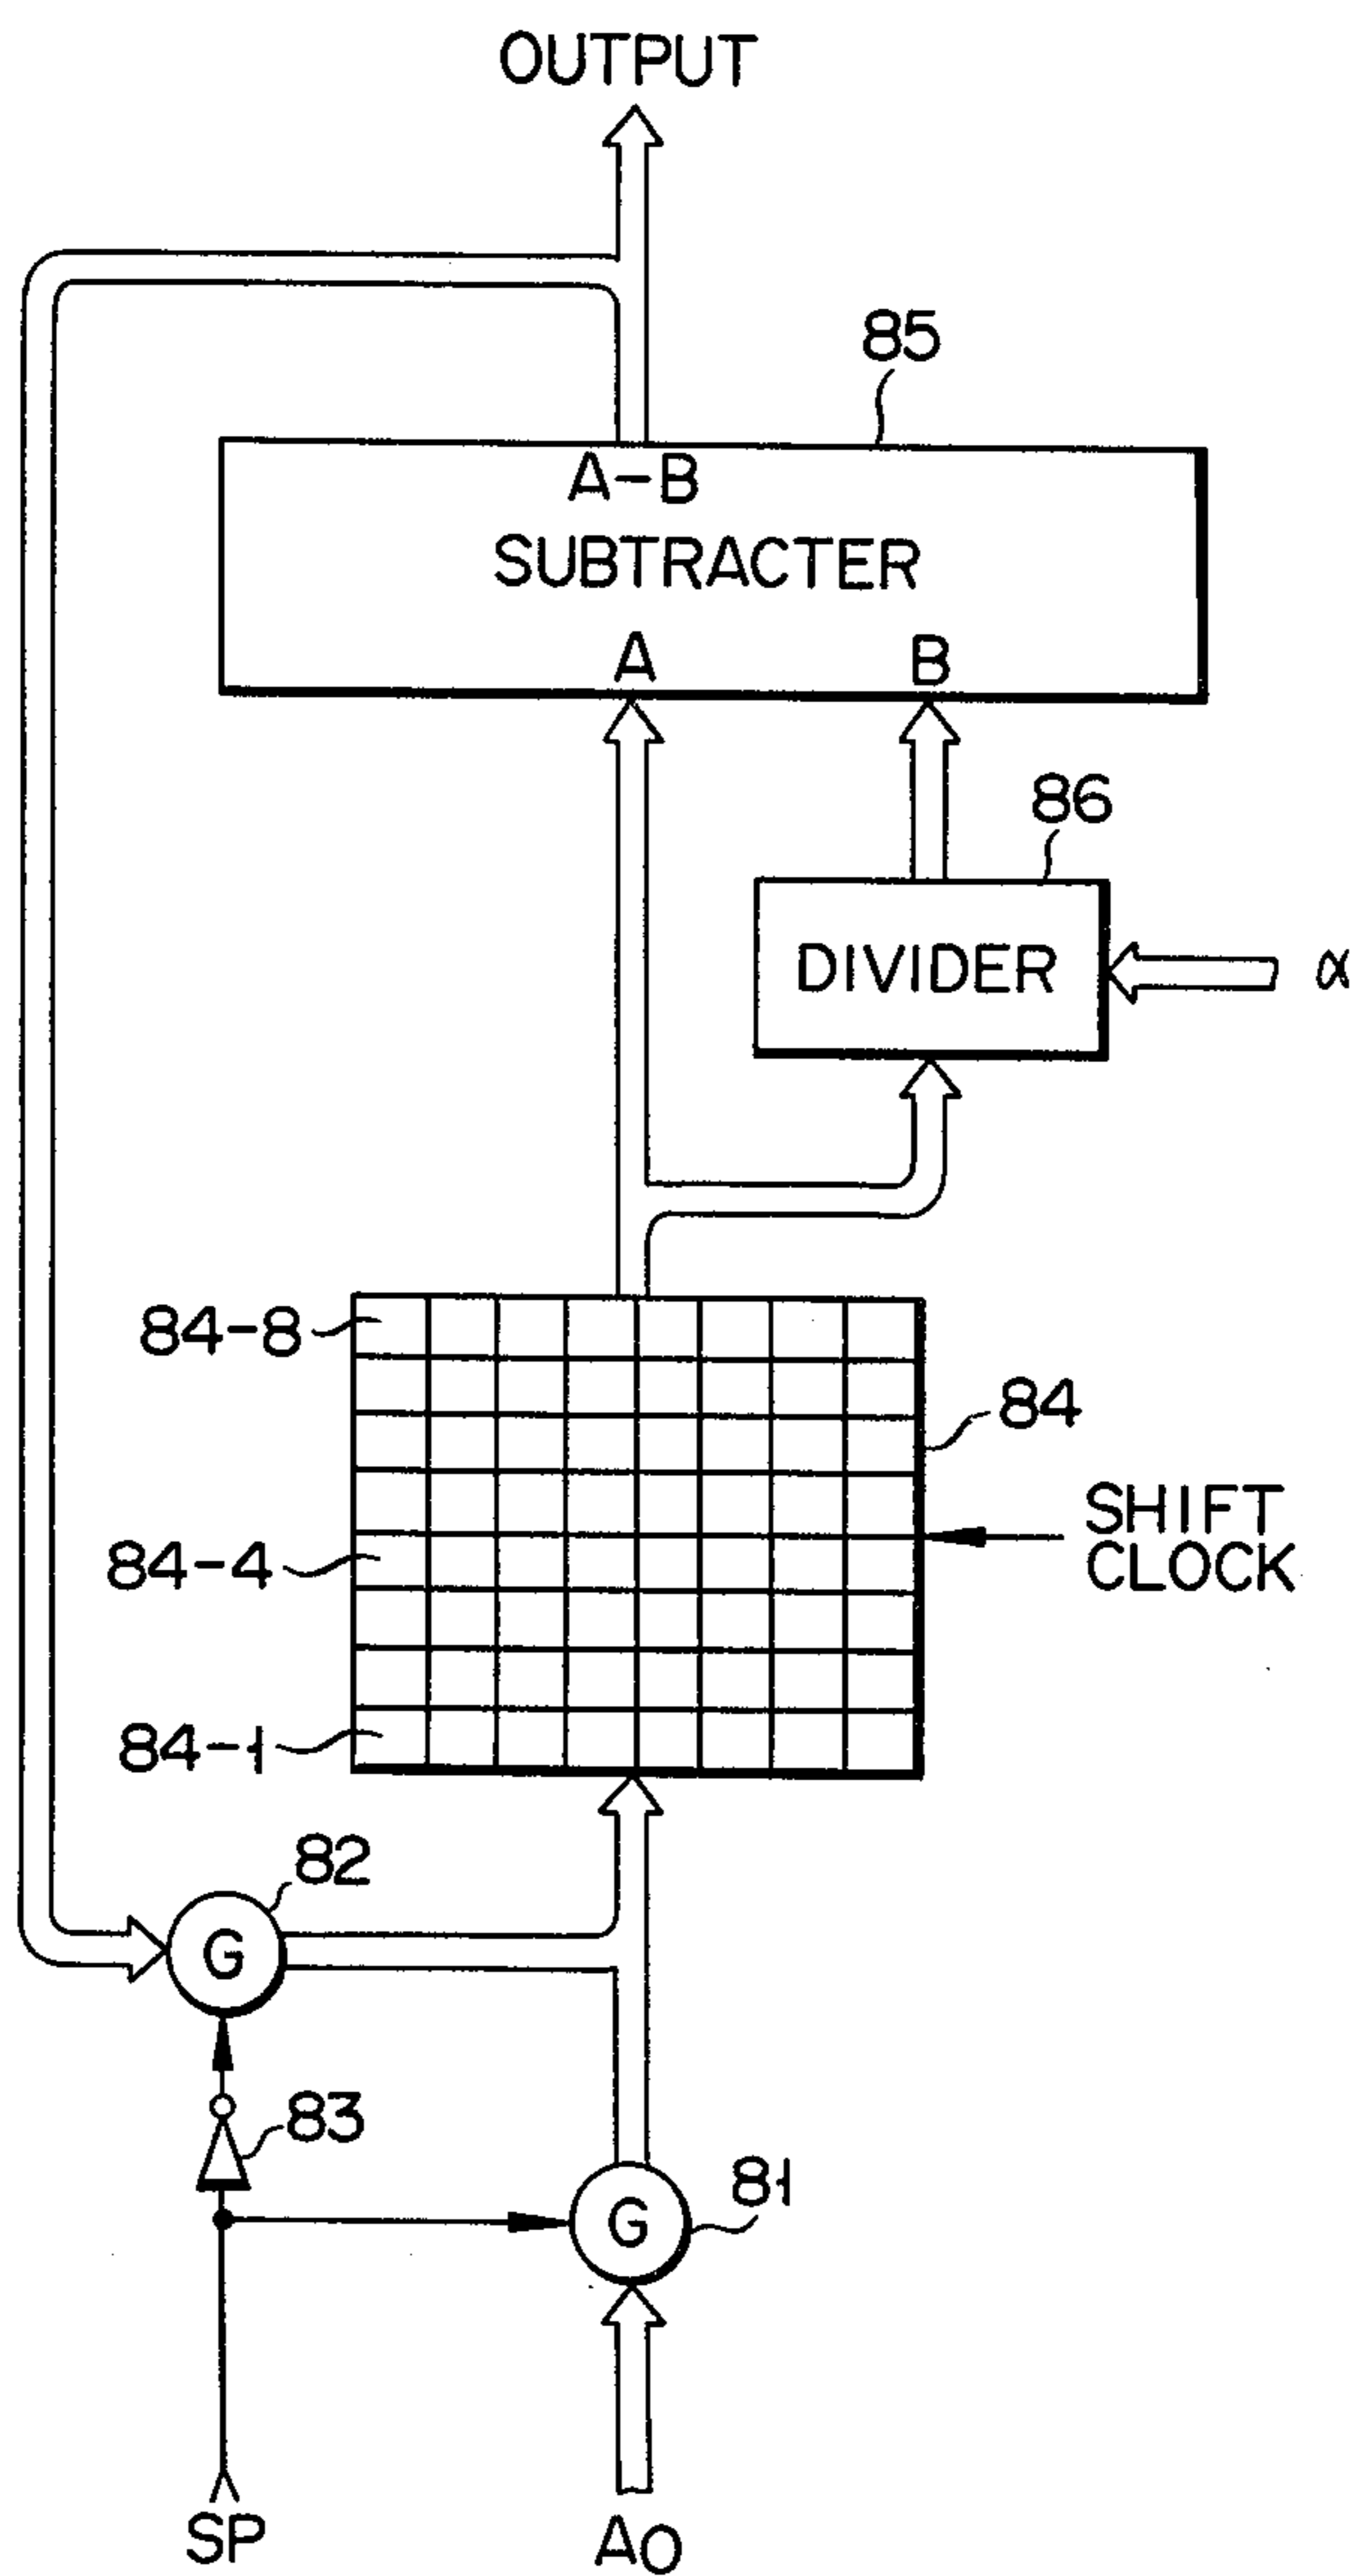 OUTPUT
85
A-B
SUBTRACTER
A B
86
DIVIDER
α
84-8
84
SHIFT
CLOCK
84-4
84-1
82
G
83
81
G
SP
A0